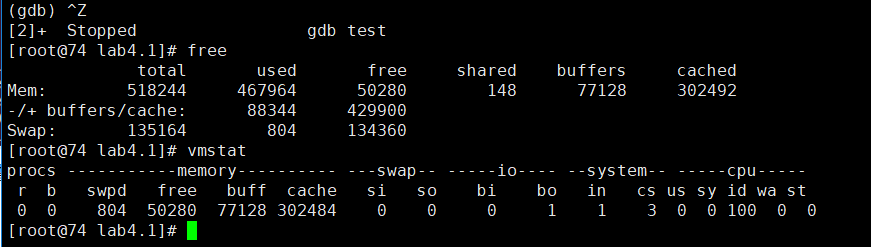 (gdb) ^Z
[2]+  Stopped                 gdb test
[root@74 lab4.1]# free
             total       used       free     shared    buffers     cached
Mem:        518244     467964      50280        148      77128     302492
-/+ buffers/cache:      88344     429900
Swap:       135164        804     134360
[root@74 lab4.1]# vmstat
procs -----------memory---------- ---swap-- -----io---- --system-- -----cpu-----
 r  b   swpd   free   buff  cache   si   so    bi    bo   in   cs us sy id wa st
 0  0    804  50280  77128 302484    0    0     0     1    1    3  0  0 100  0  0
[root@74 lab4.1]#